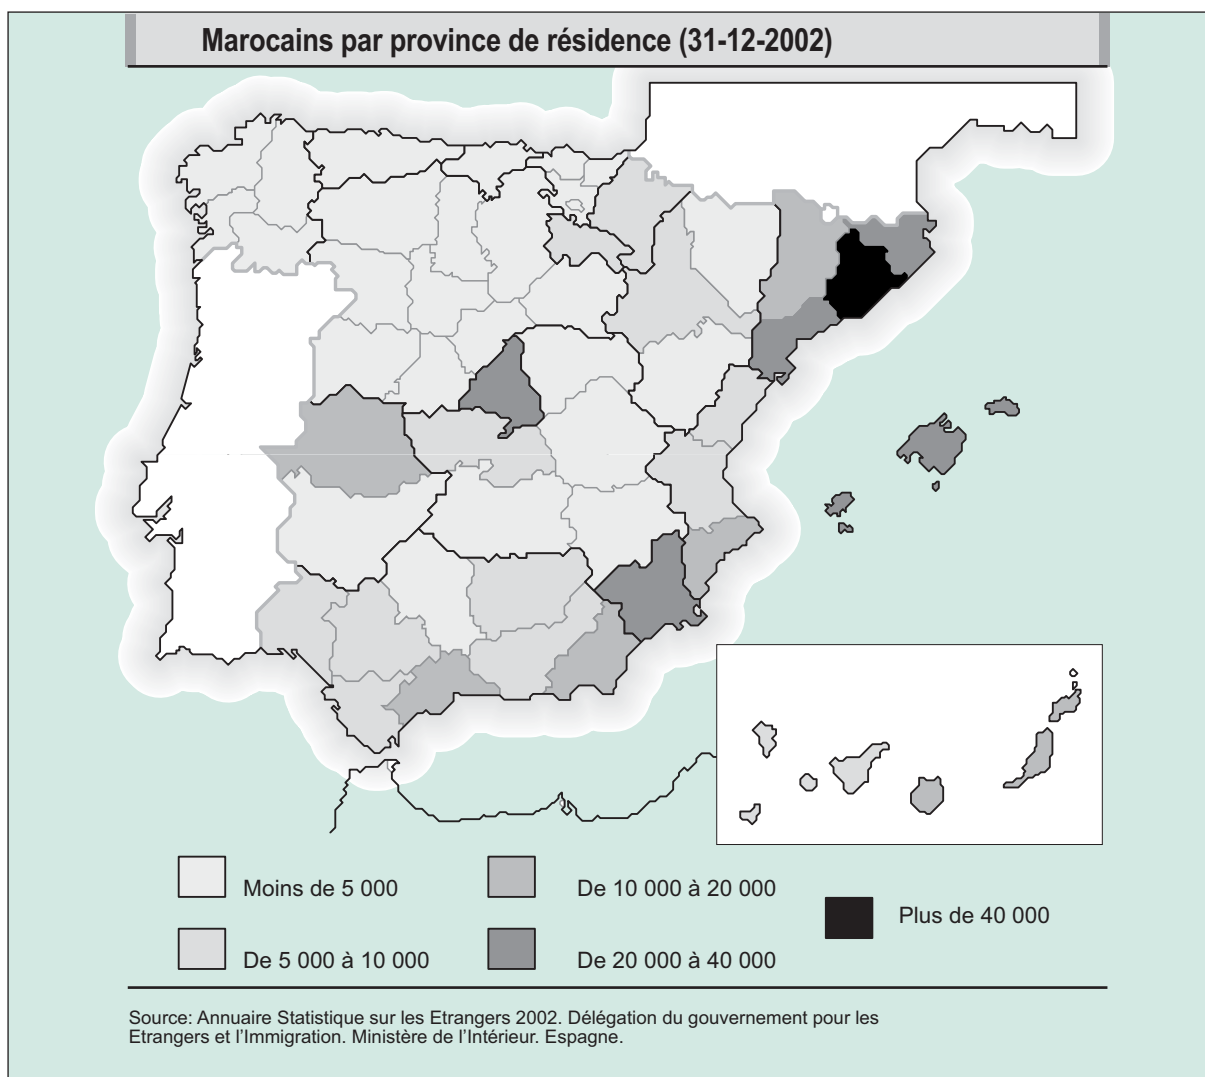 Marocains par province de résidence (31-12-2002)
Moins de 5 000
De 5 000 à 10 000
De 10 000 à 20 000
De 20 000 à 40 000
Plus de 40 000
Source: Annuaire Statistique sur les Etrangers 2002. Délégation du gouvernement pour les
Etrangers et l’Immigration. Ministère de l’Intérieur. Espagne.